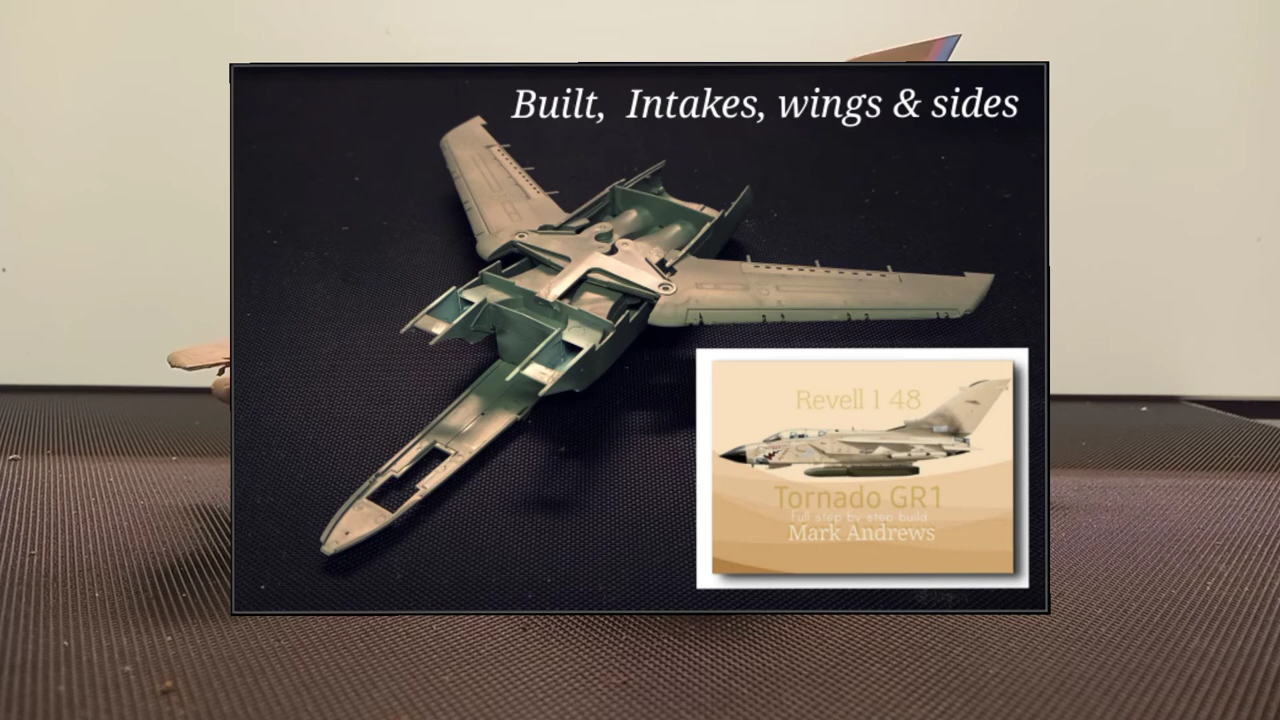 Built,  Intakes, wings & sides
Revell 1 48
Tornado GR1
Full step by step build
Mark Andrews